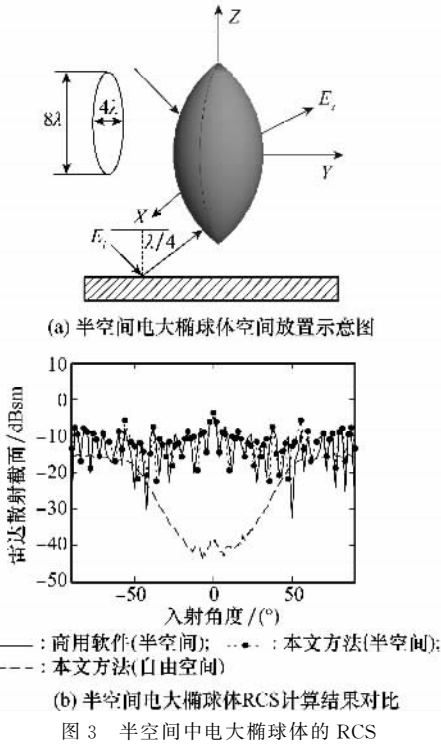 Z
8λ
4λ
E_s
Y
X
E_i
λ/4
(a) 半空间电大椭球体空间放置示意图
雷达散射截面/dBsm
10
0
-10
-20
-30
-40
-50
-50
0
50
入射角度/(°)
——: 商用软件(半空间); --●--: 本文方法(半空间);
---: 本文方法(自由空间)
(b) 半空间电大椭球体RCS计算结果对比
图 3 半空间中电大椭球体的 RCS